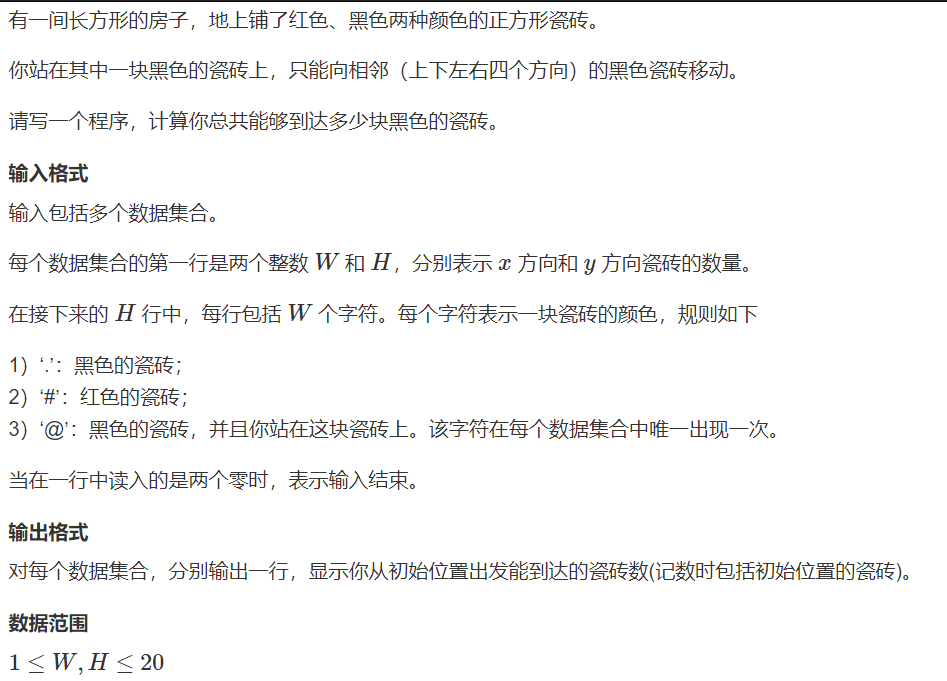 有一间长方形的房子，地上铺了红色、黑色两种颜色的正方形瓷砖。
你站在其中一块黑色的瓷砖上，只能向相邻（上下左右四个方向）的黑色瓷砖移动。
请写一个程序，计算你总共能够到达多少块黑色的瓷砖。
输入格式
输入包括多个数据集合。
每个数据集合的第一行是两个整数 W 和 H，分别表示 x 方向和 y 方向瓷砖的数量。
在接下来的 H 行中，每行包括 W 个字符。每个字符表示一块瓷砖的颜色，规则如下
1）‘.’：黑色的瓷砖；
2）‘#’：红色的瓷砖；
3）‘@’：黑色的瓷砖，并且你站在这块瓷砖上。该字符在每个数据集合中唯一出现一次。
当在一行中读入的是两个零时，表示输入结束。
输出格式
对每个数据集合，分别输出一行，显示你从初始位置出发能到达的瓷砖数(记数时包括初始位置的瓷砖)。
数据范围
1 ≤ W, H ≤ 20